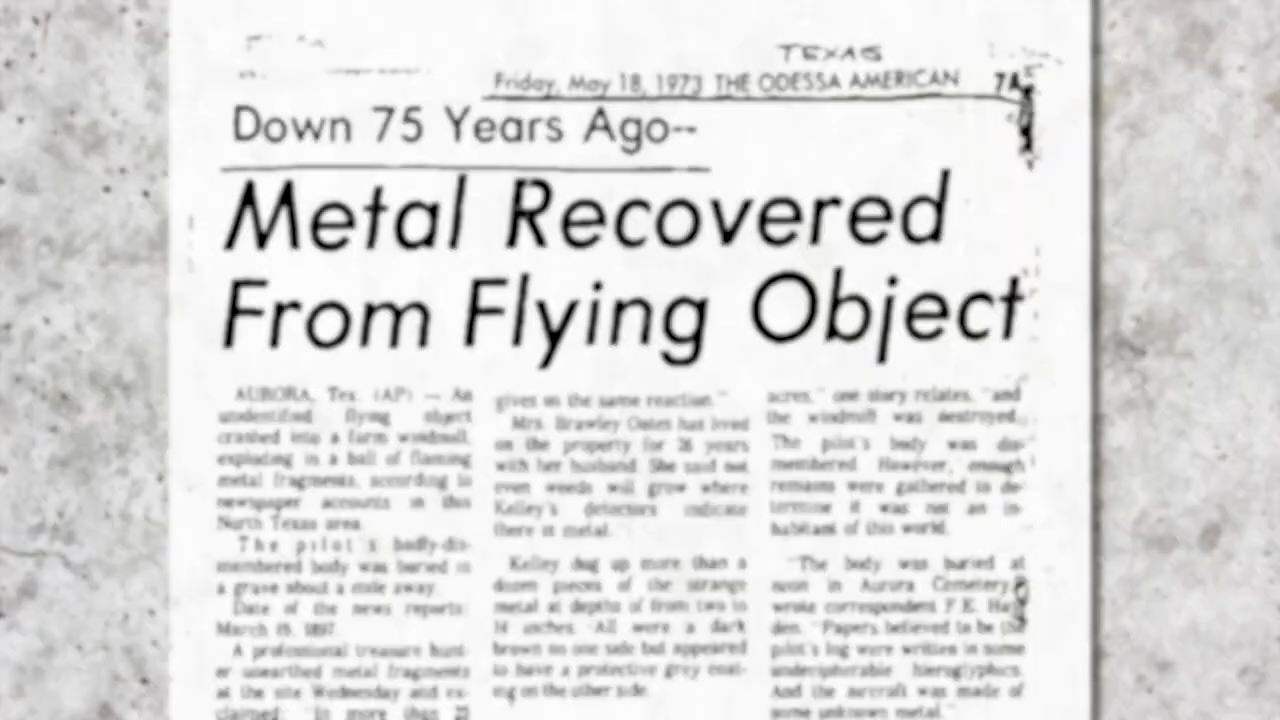 TEXAS
Friday, May 18, 1973 THE ODESSA AMERICAN 7A
Down 75 Years Ago--
Metal Recovered
From Flying Object
AURORA, Tex. (AP) — An
unidentified flying object
crashed into a farm windmill,
exploding in a ball of flaming
metal fragments, according to
newspaper accounts in this
North Texas area.
The pilot's badly-dis-
membered body was buried in
a grave about a mile away.
Date of the news reports:
March 15, 1897.
A professional treasure hunt-
er unearthed metal fragments
at the site Wednesday and ex-
claimed: "In more than 25
gives us the same reaction."
Mrs. Brawley Oates has lived
on the property for 28 years
with her husband. She said not
even weeds will grow where
Kelley's detectors indicate
there is metal.
Kelley dug up more than a
dozen pieces of the strange
metal at depths of from two to
14 inches. All were a dark
brown on one side but appeared
to have a protective grey coat-
ing on the other side.
acres," one story relates, "and
the windmill was destroyed.
The pilot's body was dis-
membered. However, enough
remains were gathered to de-
termine it was not an in-
habitant of this world.
"The body was buried at
noon in Aurora Cemetery,"
wrote correspondent F.E. Hay-
den. "Papers believed to be the
pilot's log were written in some
undecipherable hieroglyphics.
And the aircraft was made of
some unknown metal."